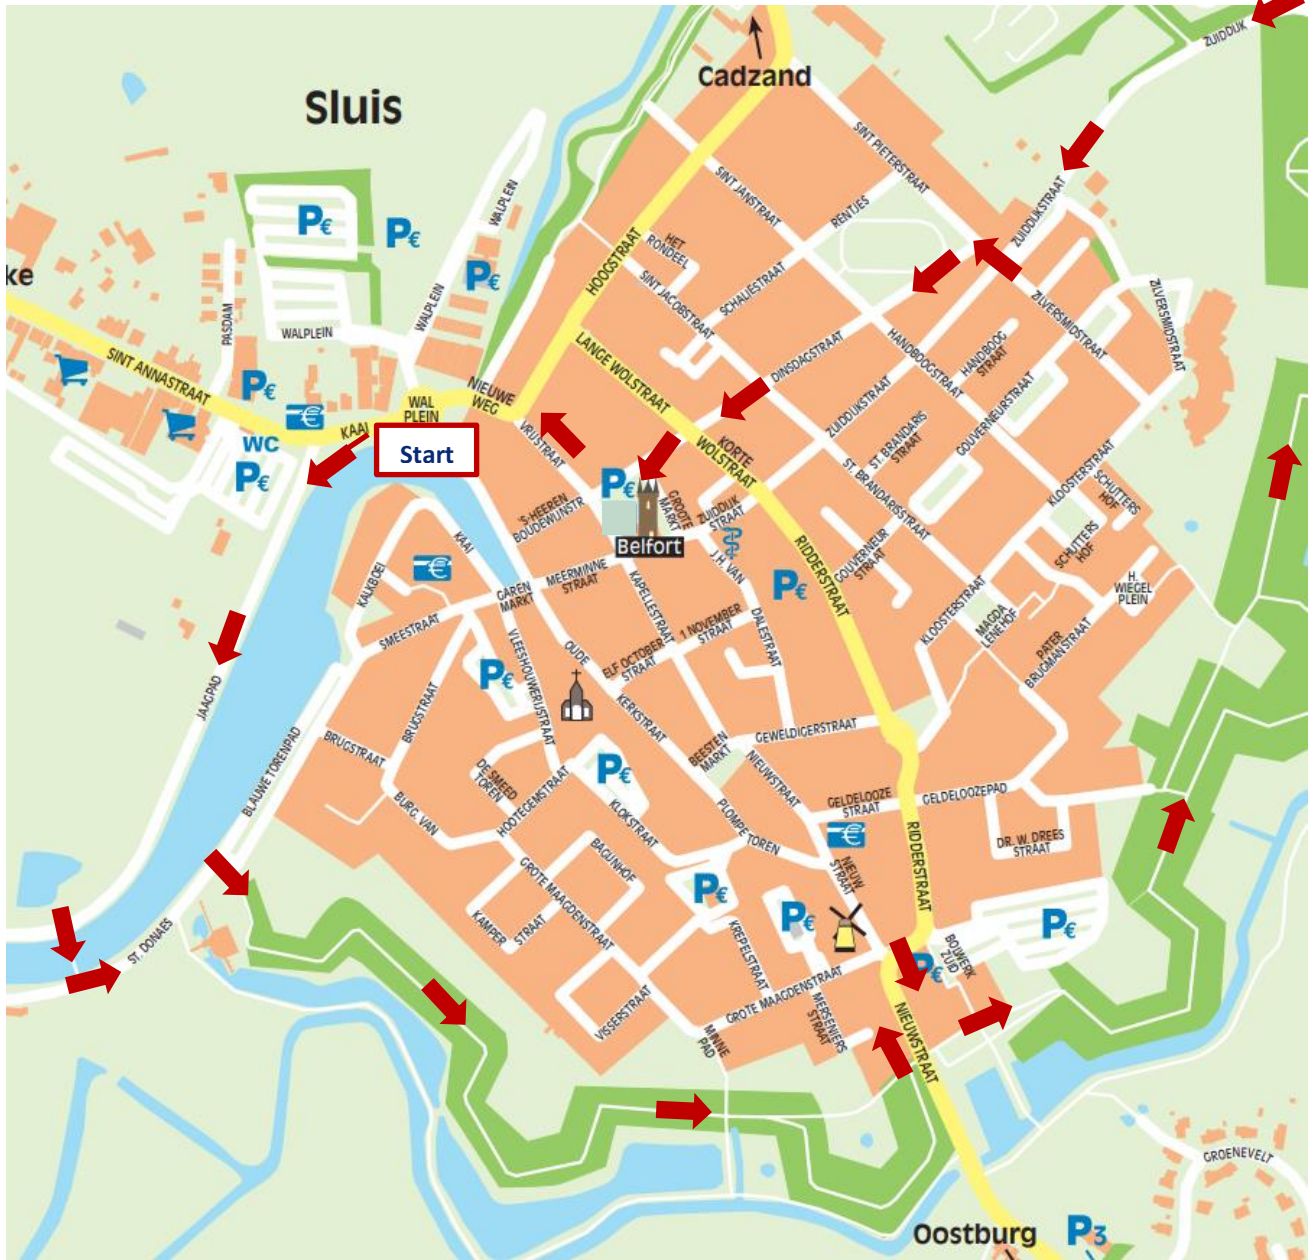 ZUIDDIJK
Cadzand
Sluis
SINT PIETERSTRAAT
SINT JANSTRAAT
RENTJES
ZUIDDIJKSTRAAT
WALPLEIN
P€
P€
P€
HET
RONDEEL
HOOGSTRAAT
SCHALIESTRAAT
SINT JACOBSTRAAT
ZILVERSMIDSTRAAT
ZILVERSMIDSTRAAT
ke
PASDAM
WALPLEIN
WALPLEIN
LANGE WOLSTRAAT
DINSDAGSTRAAT
HANDBOOGSTRAAT
HANDBOOG
STRAAT
SINT ANNASTRAAT
P€
€
WAL
PLEIN
NIEUWE
WEG
KAAI
WC
P€
Start
VRIJSTRAAT
KORTE
WOLSTRAAT
ZUIDDIJKSTRAAT
ST. BRANDARIS
STRAAT
GOUVERNEURSTRAAT
ST. BRANDARISSTRAAT
KLOOSTERSTRAAT
SCHUTTERS
HOF
P€
GROOTE
MARKT
ZUIDDIJK
STRAAT
'S-HEEREN
BOUDEWIJNSTR
Belfort
J.H. VAN
DALESTRAAT
P€
RIDDERSTRAAT
GOUVERNEUR
STRAAT
SCHUTTERS
HOF
H.
WIEGEL
PLEIN
KAAI
€
KALKBOEI
GAREN
MARKT
MEERMINNE
STRAAT
KAPELLESTRAAT
SMEESTRAAT
1 NOVEMBER
STRAAT
ELF OCTOBER
STRAAT
KLOOSTERSTRAAT
MAGDA
LENEHOF
PATER
BRUGMANSTRAAT
OUDE
KERKSTRAAT
VLEESHOUWERIJSTRAAT
P€
JAAGPAD
BLAUWE TORENPAD
BRUGSTRAAT
BRUGSTRAAT
BEESTEN
MARKT
GEWELDIGERSTRAAT
NIEUWSTRAAT
DE SMEED
TOREN
HOOTEGEMSTRAAT
P€
KLOKSTRAAT
PLOMPE TOREN
GELDELOOZE
STRAAT
GELDELOOZEPAD
€
DR. W. DREES
STRAAT
RIDDERSTRAAT
BURG. VAN
GROTE MAAGDENSTRAAT
BAGIJNHOF
KAMPER
STRAAT
NIEUW
STRAAT
P€
P€
P€
ST. DONAES
KREPELSTRAAT
BOLWERK
ZUID
P€
VISSERSTRAAT
GROTE MAAGDENSTRAAT
MERSENIERS
STRAAT
MINNE
PAD
NIEUWSTRAAT
GROENEVELT
Oostburg
P3